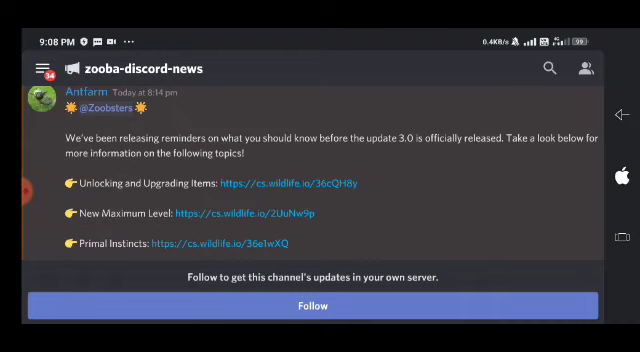 9:08 PM
0.4KB/s
99
34
zooba-discord-news
Antfarm Today at 8:14 pm
@Zoobsters
We've been releasing reminders on what you should know before the update 3.0 is officially released. Take a look below for
more information on the following topics!
Unlocking and Upgrading Items: https://cs.wildlife.io/36cQH8y
New Maximum Level: https://cs.wildlife.io/2UuNw9p
Primal Instincts: https://cs.wildlife.io/36e1wXQ
Follow to get this channel's updates in your own server.
Follow